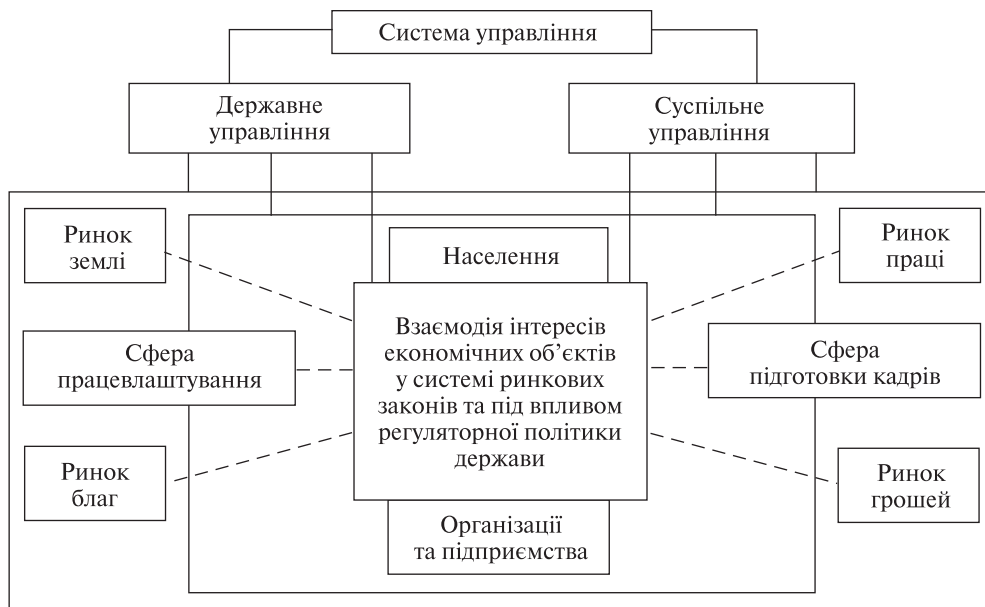 Система управління
Державне
управління
Суспільне
управління
Ринок
землі
Населення
Ринок
праці
Взаємодія інтересів
економічних об’єктів
у системі ринкових
законів та під впливом
регуляторної політики
держави
Сфера
працевлаштування
Сфера
підготовки кадрів
Ринок
благ
Ринок
грошей
Організації
та підприємства